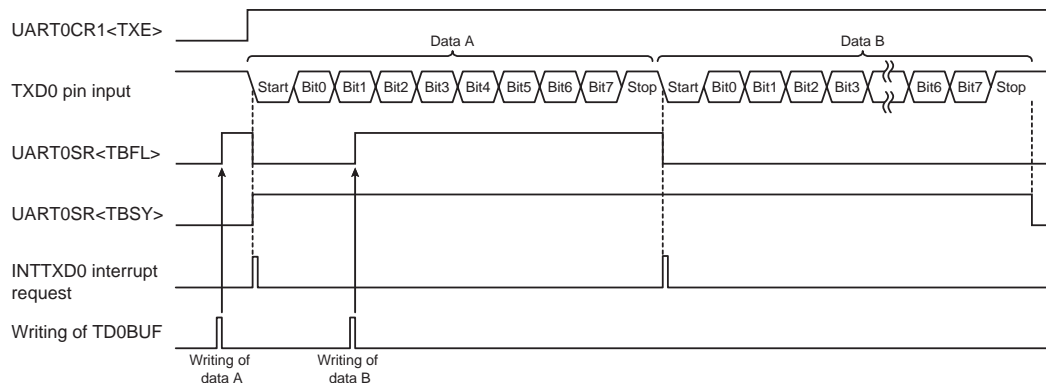 UART0CR1<TXE>
Data A
Data B
TXD0 pin input
Start Bit0 Bit1 Bit2 Bit3 Bit4 Bit5 Bit6 Bit7 Stop Start Bit0 Bit1 Bit2 Bit3 Bit6 Bit7 Stop
UART0SR<TBFL>
UART0SR<TBSY>
INTTXD0 interrupt
request
Writing of TD0BUF
Writing of
data A
Writing of
data B